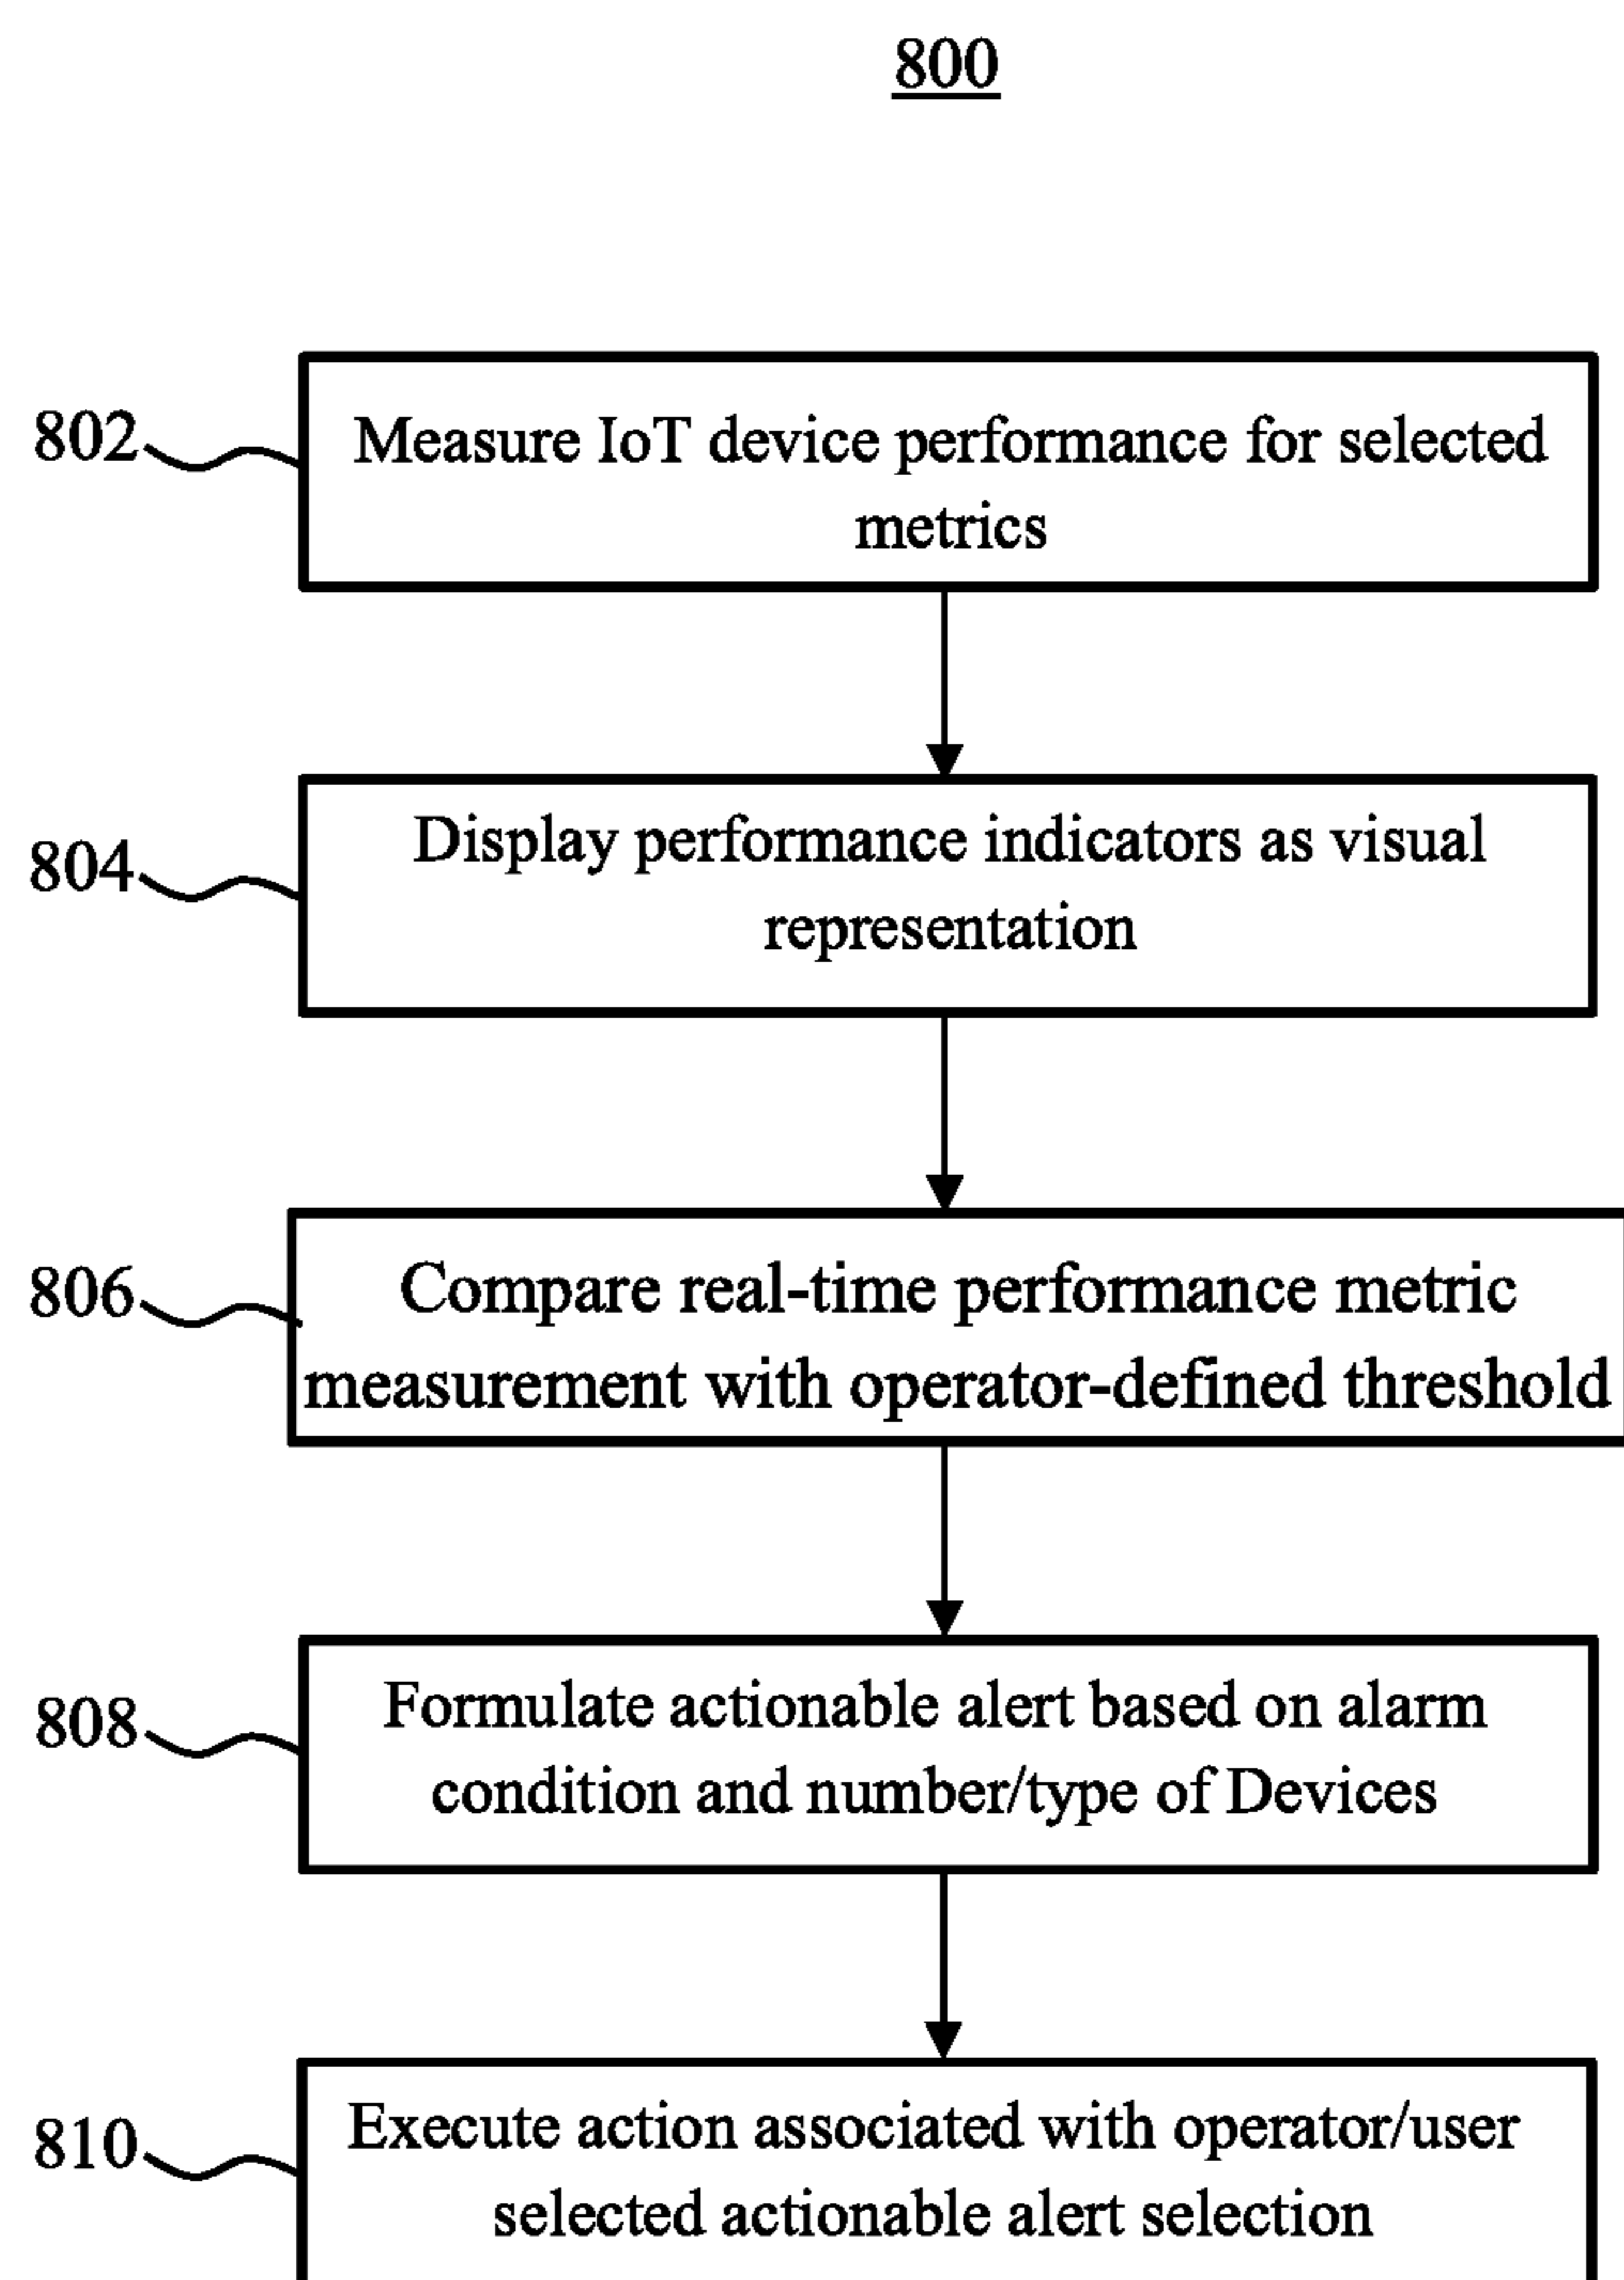 800
802
Measure IoT device performance for selected
metrics
804
Display performance indicators as visual
representation
806
Compare real-time performance metric
measurement with operator-defined threshold
808
Formulate actionable alert based on alarm
condition and number/type of Devices
810
Execute action associated with operator/user
selected actionable alert selection